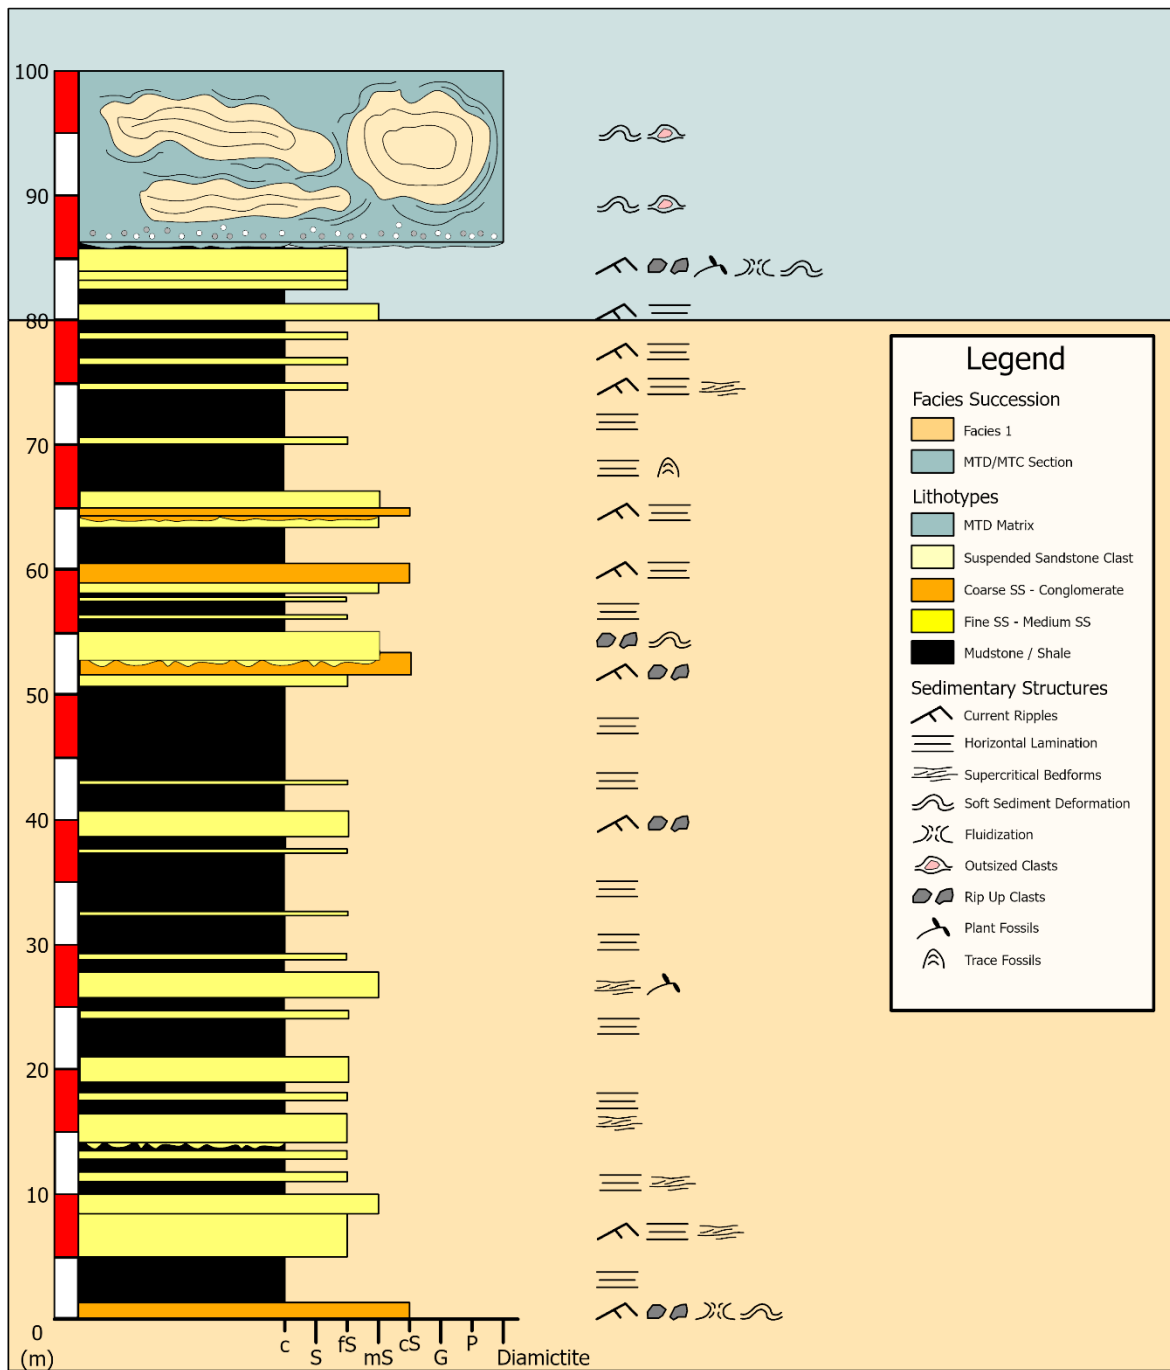 100
90
80
70
60
50
40
30
20
10
0
(m)
c
S
fS
mS
cS
G
P
Diamictite
Legend
Facies Succession
Facies 1
MTD/MTC Section
Lithotypes
MTD Matrix
Suspended Sandstone Clast
Coarse SS - Conglomerate
Fine SS - Medium SS
Mudstone / Shale
Sedimentary Structures
Current Ripples
Horizontal Lamination
Supercritical Bedforms
Soft Sediment Deformation
Fluidization
Outsized Clasts
Rip Up Clasts
Plant Fossils
Trace Fossils